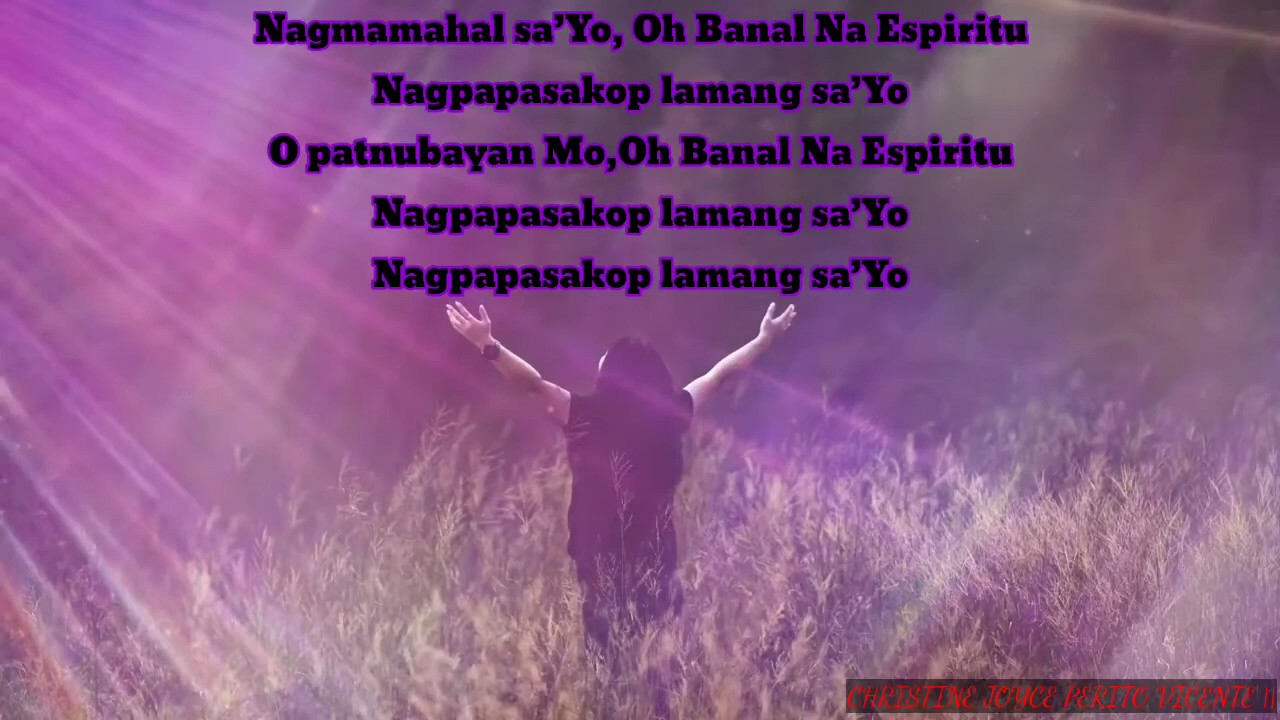 Nagmamahal sa’Yo, Oh Banal Na Espiritu
Nagpapasakop lamang sa’Yo
O patnubayan Mo,Oh Banal Na Espiritu
Nagpapasakop lamang sa’Yo
Nagpapasakop lamang sa’Yo
CHRISTINE JOYCE PERITO VICENTE